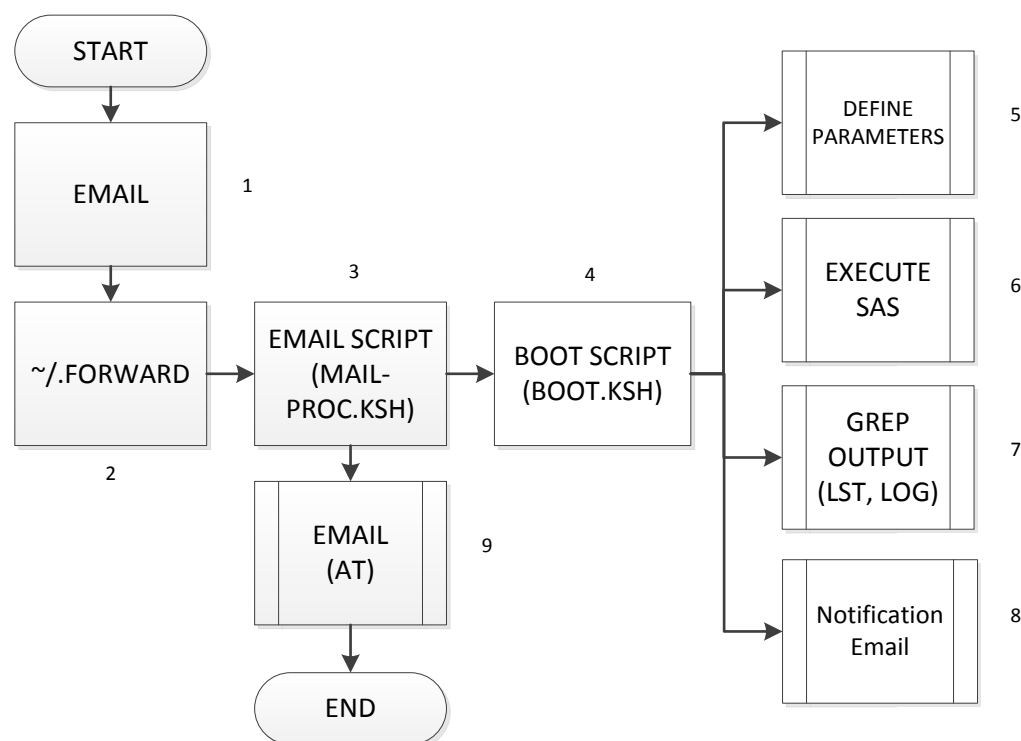 START
EMAIL
1
~/.FORWARD
2
3
EMAIL SCRIPT
(MAIL-
PROC.KSH)
4
BOOT SCRIPT
(BOOT.KSH)
DEFINE
PARAMETERS
5
EXECUTE
SAS
6
GREP
OUTPUT
(LST, LOG)
7
Notification
Email
8
EMAIL
(AT)
9
END